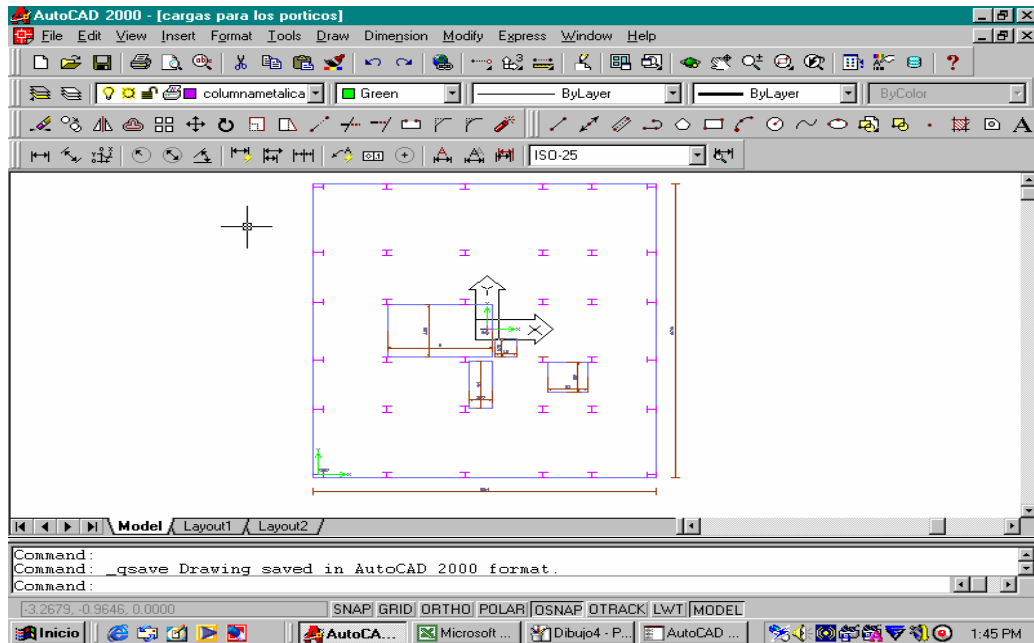 AutoCAD 2000 - [cargas para los porticos]
File Edit View Insert Format Tools Draw Dimension Modify Express Window Help
columnametalica Green ByLayer ByLayer ByColor
ISO-25
Y
X
Model Layout1 Layout2
Command:
Command: _qsave Drawing saved in AutoCAD 2000 format.
Command:
-3.2679, -0.9646, 0.0000 SNAP GRID ORTHO POLAR OSNAP OTRACK LWT MODEL
Inicio AutoCA... Microsoft ... Dibujo4 - P... AutoCAD ... 1:45 PM